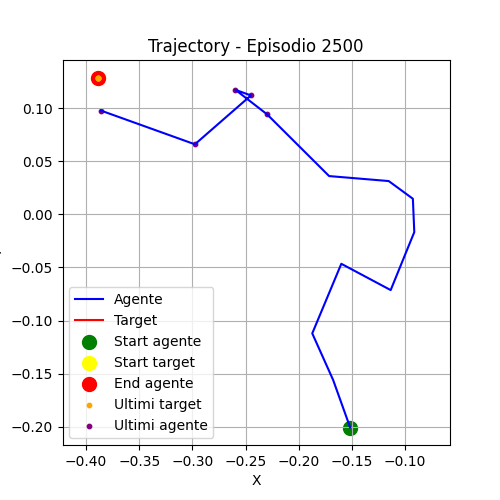 Trajectory - Episodio 2500
0.10
0.05
0.00
−0.05
−0.10
−0.15
−0.20
Agente
Target
Start agente
Start target
End agente
Ultimi target
Ultimi agente
−0.40 −0.35 −0.30 −0.25 −0.20 −0.15 −0.10
X